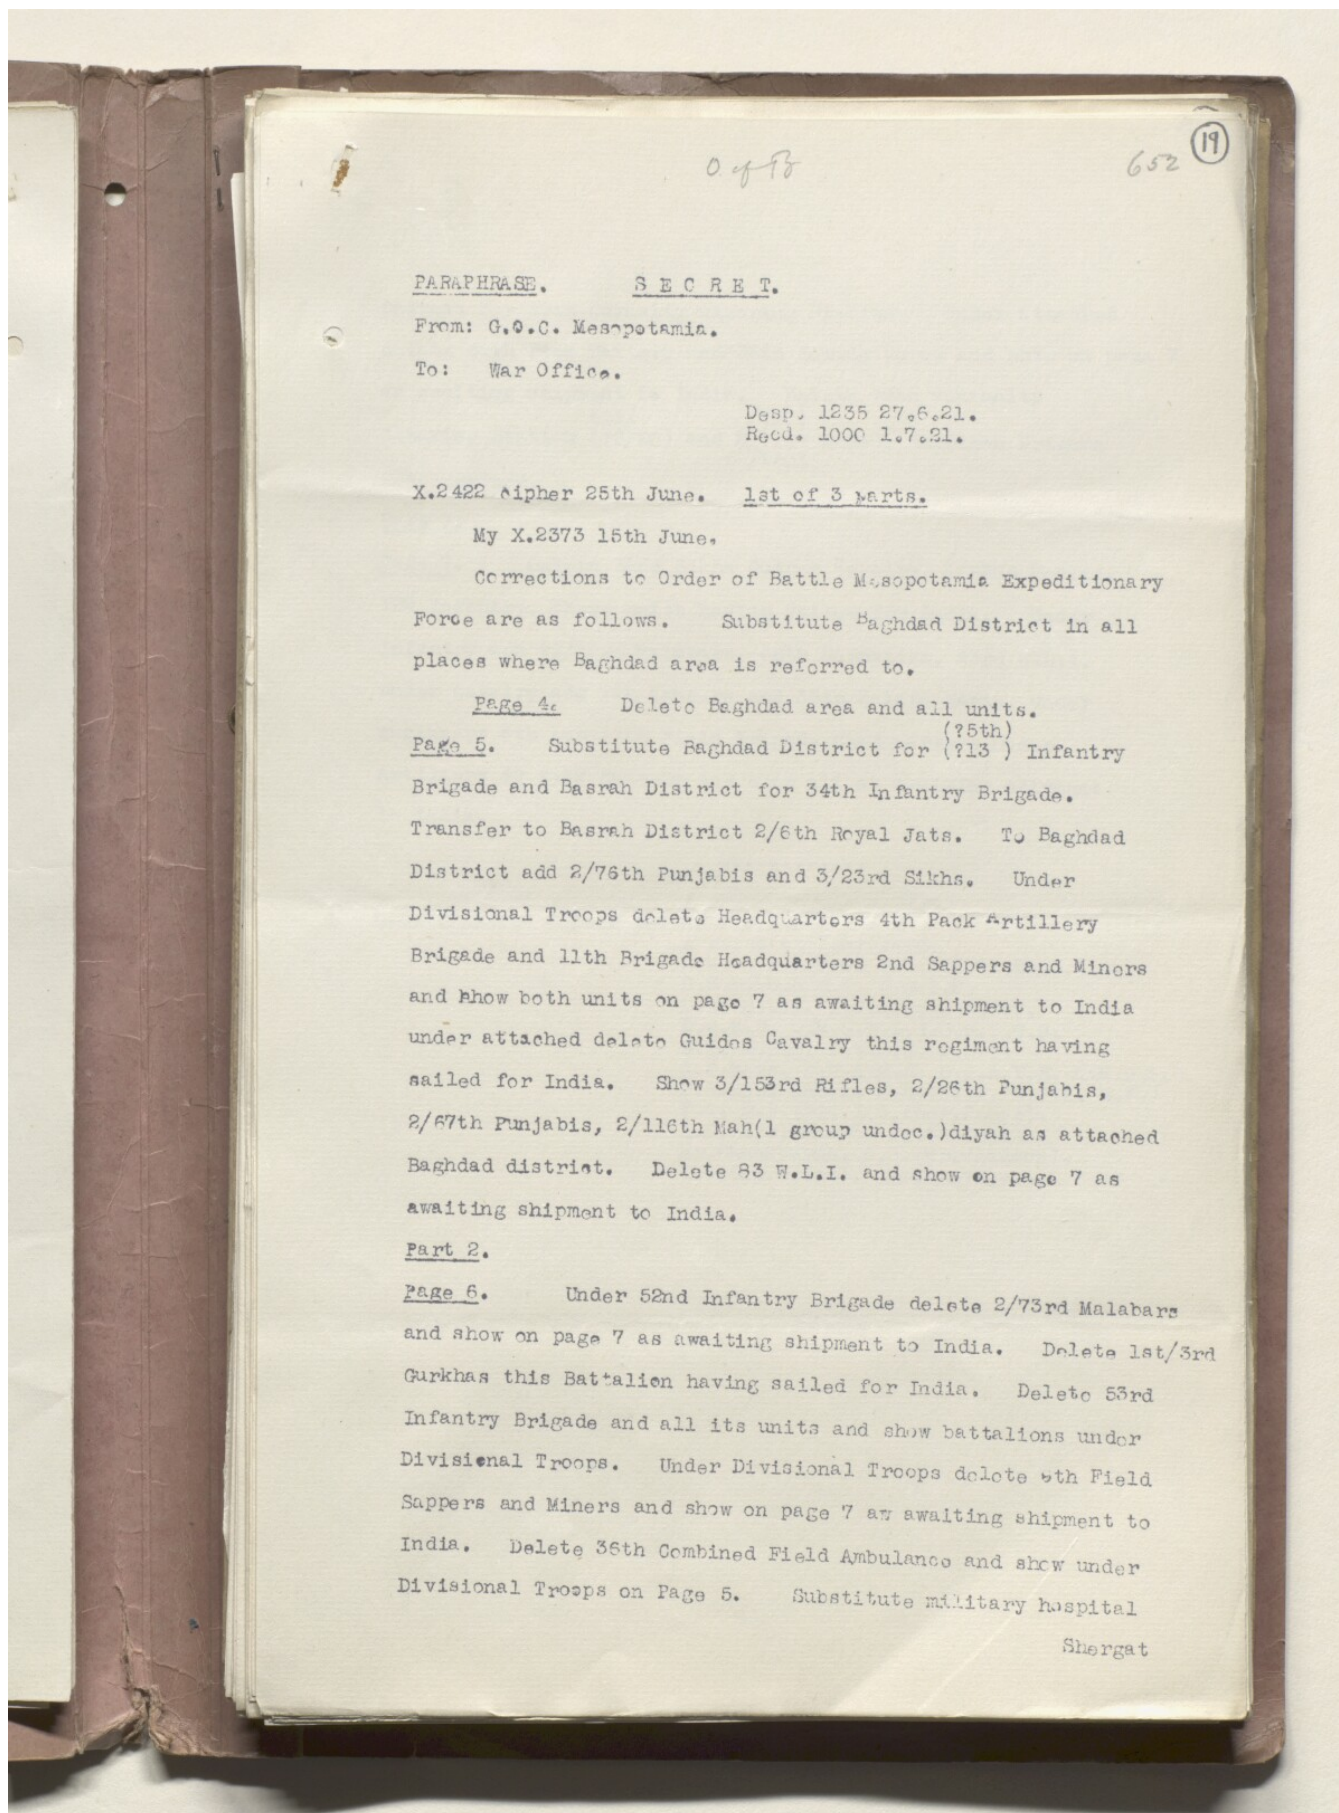 19
O of B
652
PARAPHRASE. SECRET.
From: G.O.C. Mesopotamia.
To: War Office.
Desp. 1235 27.6.21.
Recd. 1000 1.7.21.
X.2422 cipher 25th June. 1st of 3 parts.
My X.2373 15th June.
Corrections to Order of Battle Mesopotamia Expeditionary
Force are as follows. Substitute Baghdad District in all
places where Baghdad area is referred to.
Page 4. Delete Baghdad area and all units.
(?5th)
Page 5. Substitute Baghdad District for (?13 ) Infantry
Brigade and Basrah District for 34th Infantry Brigade.
Transfer to Basrah District 2/6th Royal Jats. To Baghdad
District add 2/76th Punjabis and 3/23rd Sikhs. Under
Divisional Troops delete Headquarters 4th Pack Artillery
Brigade and 11th Brigade Headquarters 2nd Sappers and Miners
and show both units on page 7 as awaiting shipment to India
under attached delete Guides Cavalry this regiment having
sailed for India. Show 3/153rd Rifles, 2/26th Punjabis,
2/67th Punjabis, 2/116th Mah(1 group undec.)diyah as attached
Baghdad district. Delete 83 W.L.I. and show on page 7 as
awaiting shipment to India.
Part 2.
Page 6. Under 52nd Infantry Brigade delete 2/73rd Malabars
and show on page 7 as awaiting shipment to India. Delete 1st/3rd
Gurkhas this Battalion having sailed for India. Delete 53rd
Infantry Brigade and all its units and show battalions under
Divisional Troops. Under Divisional Troops delete Field
Sappers and Miners and show on page 7 as awaiting shipment to
India. Delete 36th Combined Field Ambulance and show under
Divisional Troops on Page 5. Substitute military hospital
Shergat